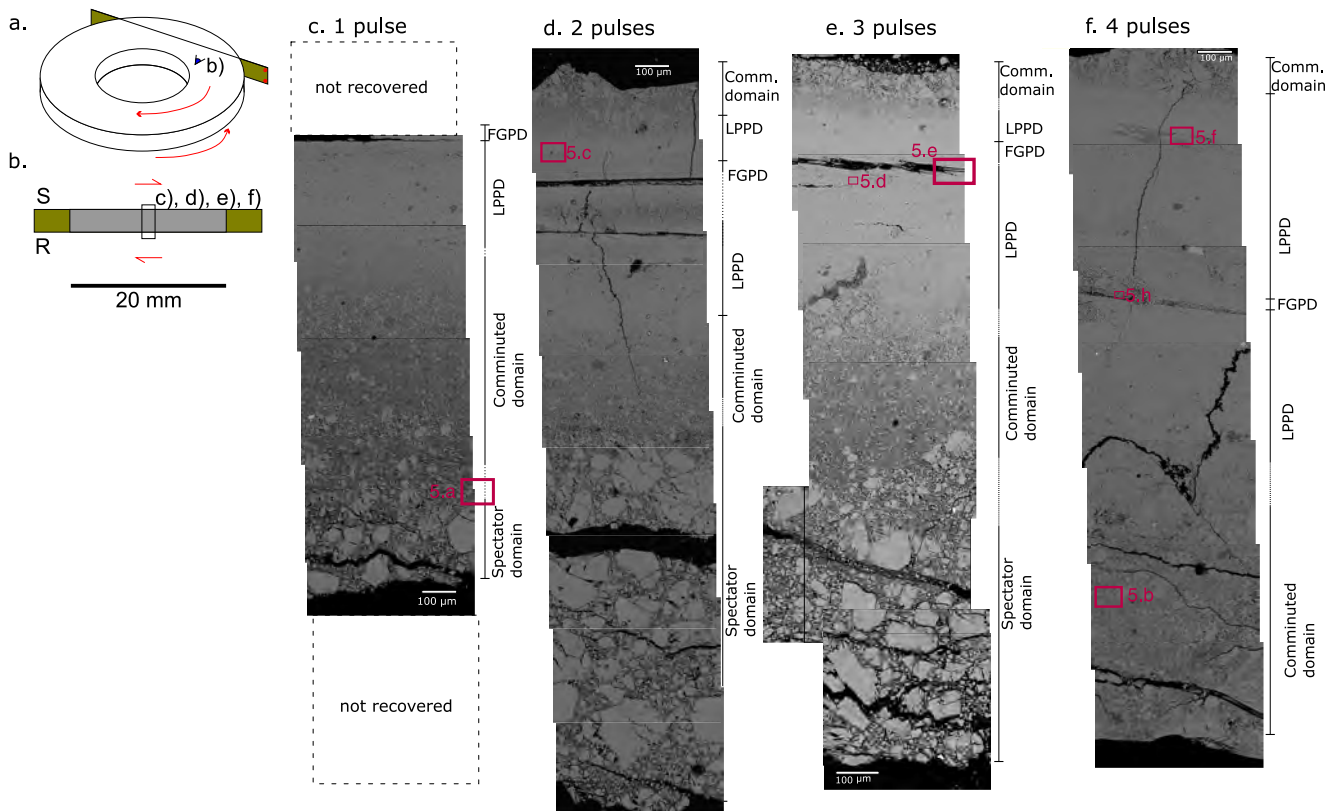 a.
b)
b.
S
c), d), e), f)
R
20 mm
c. 1 pulse
not recovered
FGPD
LPPD
Comminuted
domain
5.a
Spectator
domain
100 µm
not recovered
d. 2 pulses
100 µm
Comm.
domain
LPPD
5.c
FGPD
LPPD
Comminuted
domain
Spectator domain
e. 3 pulses
100 µm
LPPD
FGPD
5.e
5.d
LPPD
Comminuted
domain
Spectator
domain
100 µm
f. 4 pulses
100 µm
Comm.
domain
5.f
LPPD
5.h
FGPD
LPPD
5.b
Comminuted
domain